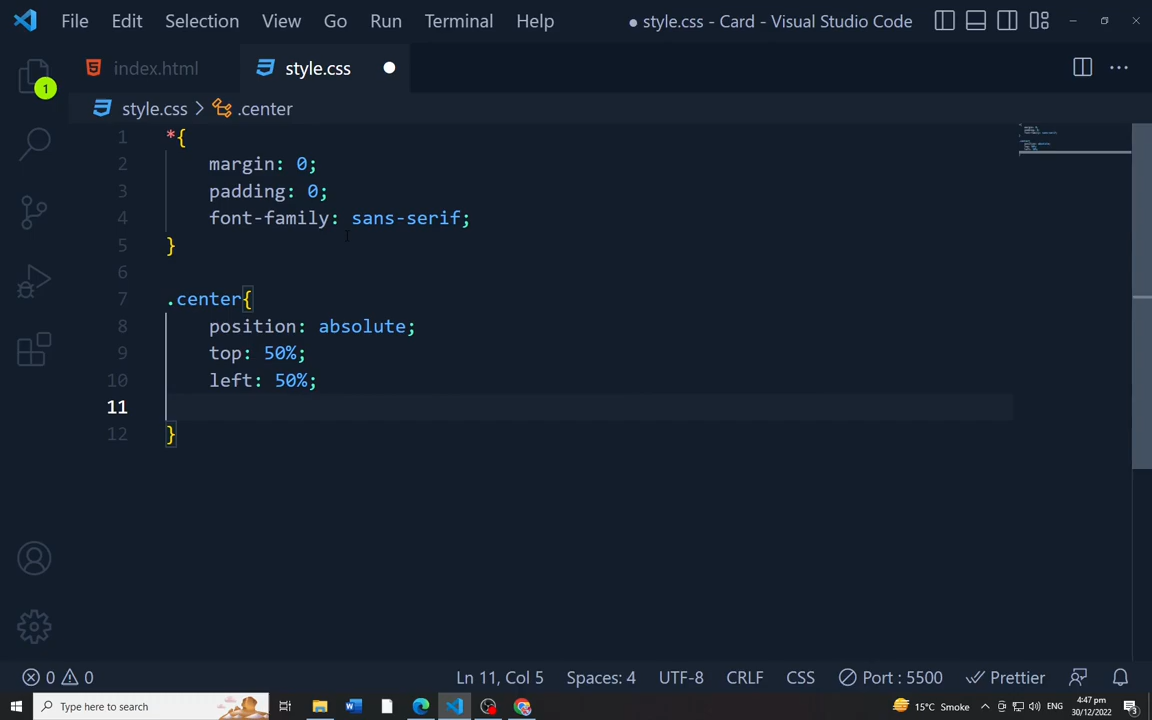 File Edit Selection View Go Run Terminal Help ● style.css - Card - Visual Studio Code
index.html style.css ●
style.css > .center
1 *{
2 margin: 0;
3 padding: 0;
4 font-family: sans-serif;
5 }
6
7 .center{
8 position: absolute;
9 top: 50%;
10 left: 50%;
11
12 }
1
0 0 Ln 11, Col 5 Spaces: 4 UTF-8 CRLF CSS Port : 5500 Prettier
Type here to search 15°C Smoke ENG 4:47 pm
30/12/2022 3